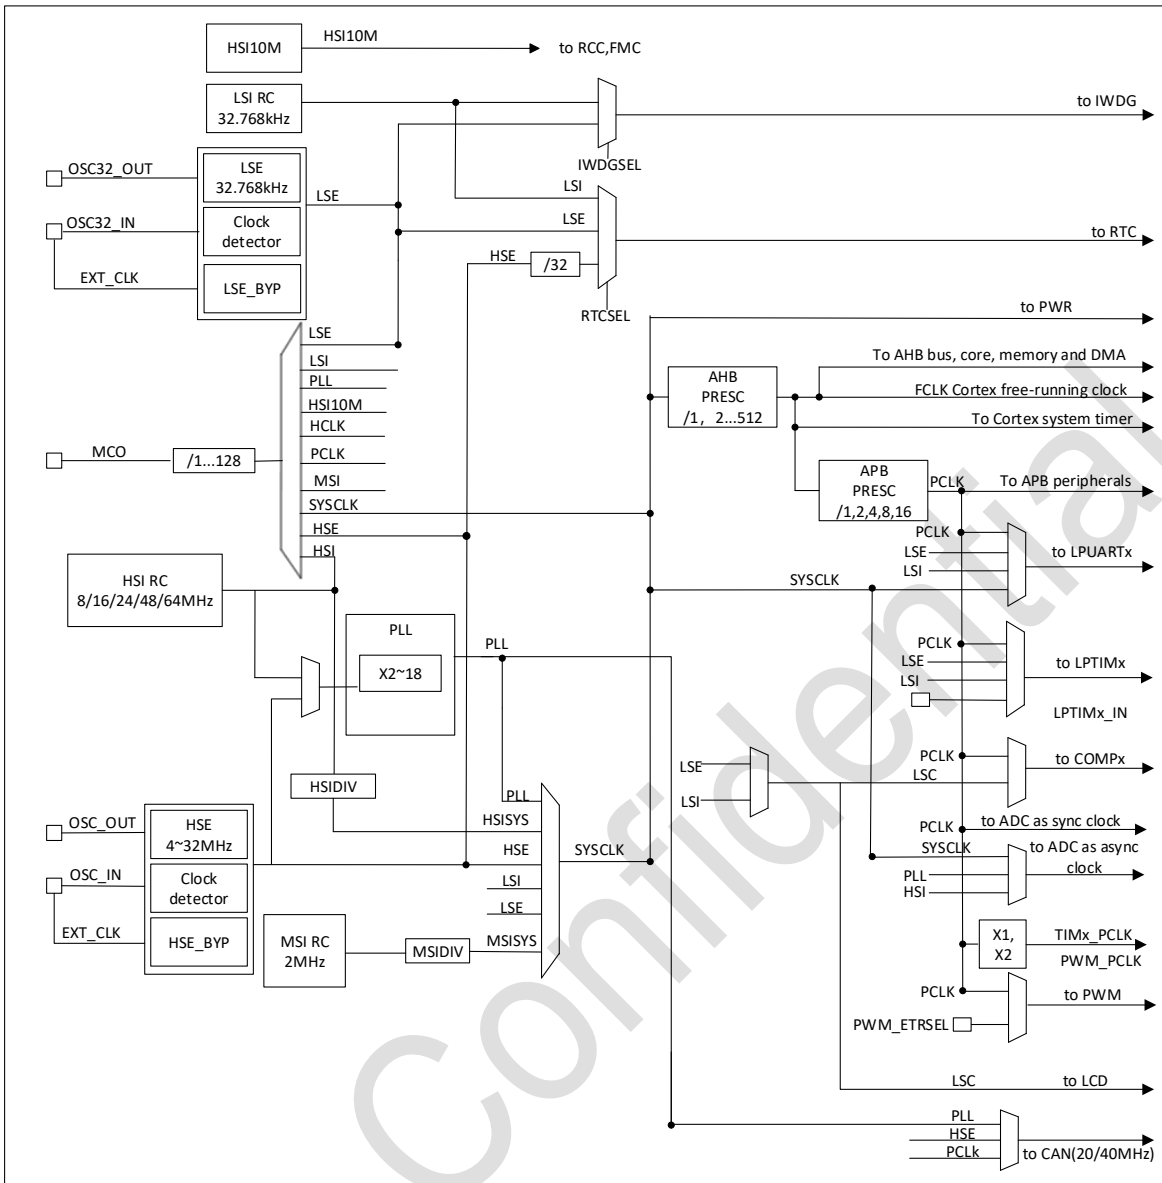 HSI10M
HSI10M
to RCC,FMC
LSI RC
32.768kHz
to IWDG
IWDGSEL
OSC32_OUT
LSE
32.768kHz
LSE
OSC32_IN
Clock
detector
EXT_CLK
LSE_BYP
LSI
LSE
HSE
/32
to RTC
RTCSEL
to PWR
LSE
LSI
PLL
HSI10M
HCLK
PCLK
MSI
SYSCLK
HSE
HSI
MCO
/1...128
AHB
PRESC
/1, 2...512
To AHB bus, core, memory and DMA
FCLK Cortex free-running clock
To Cortex system timer
APB
PRESC
/1,2,4,8,16
PCLK
To APB peripherals
PCLK
LSE
LSI
SYSCLK
to LPUARTx
HSI RC
8/16/24/48/64MHz
PLL
X2~18
PLL
PCLK
LSE
LSI
to LPTIMx
LPTIMx_IN
HSIDIV
LSE
LSI
PCLK
LSC
to COMPx
PLL
HSISYS
HSE
LSI
LSE
MSISYS
SYSCLK
OSC_OUT
HSE
4~32MHz
OSC_IN
Clock
detector
EXT_CLK
HSE_BYP
MSI RC
2MHz
MSIDIV
PCLK
to ADC as sync clock
SYSCLK
PLL
HSI
to ADC as async
clock
X1,
X2
TIMx_PCLK
PWM_PCLK
PCLK
to PWM
PWM_ETRSEL
LSC
to LCD
PLL
HSE
PCLk
to CAN(20/40MHz)
Confidential